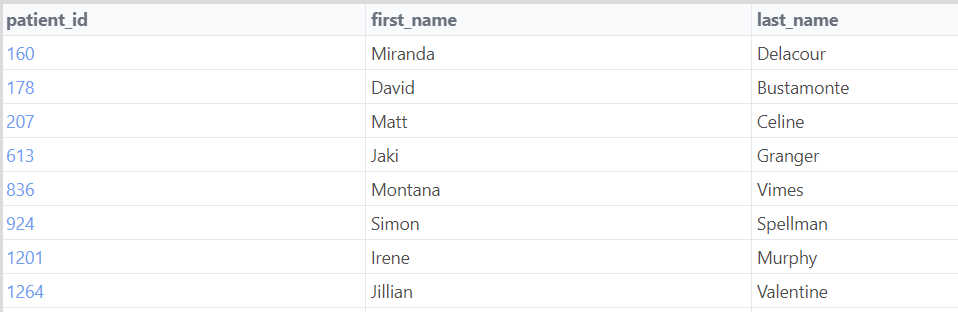 patient_id first_name last_name
160 Miranda Delacour
178 David Bustamonte
207 Matt Celine
613 Jaki Granger
836 Montana Vimes
924 Simon Spellman
1201 Irene Murphy
1264 Jillian Valentine